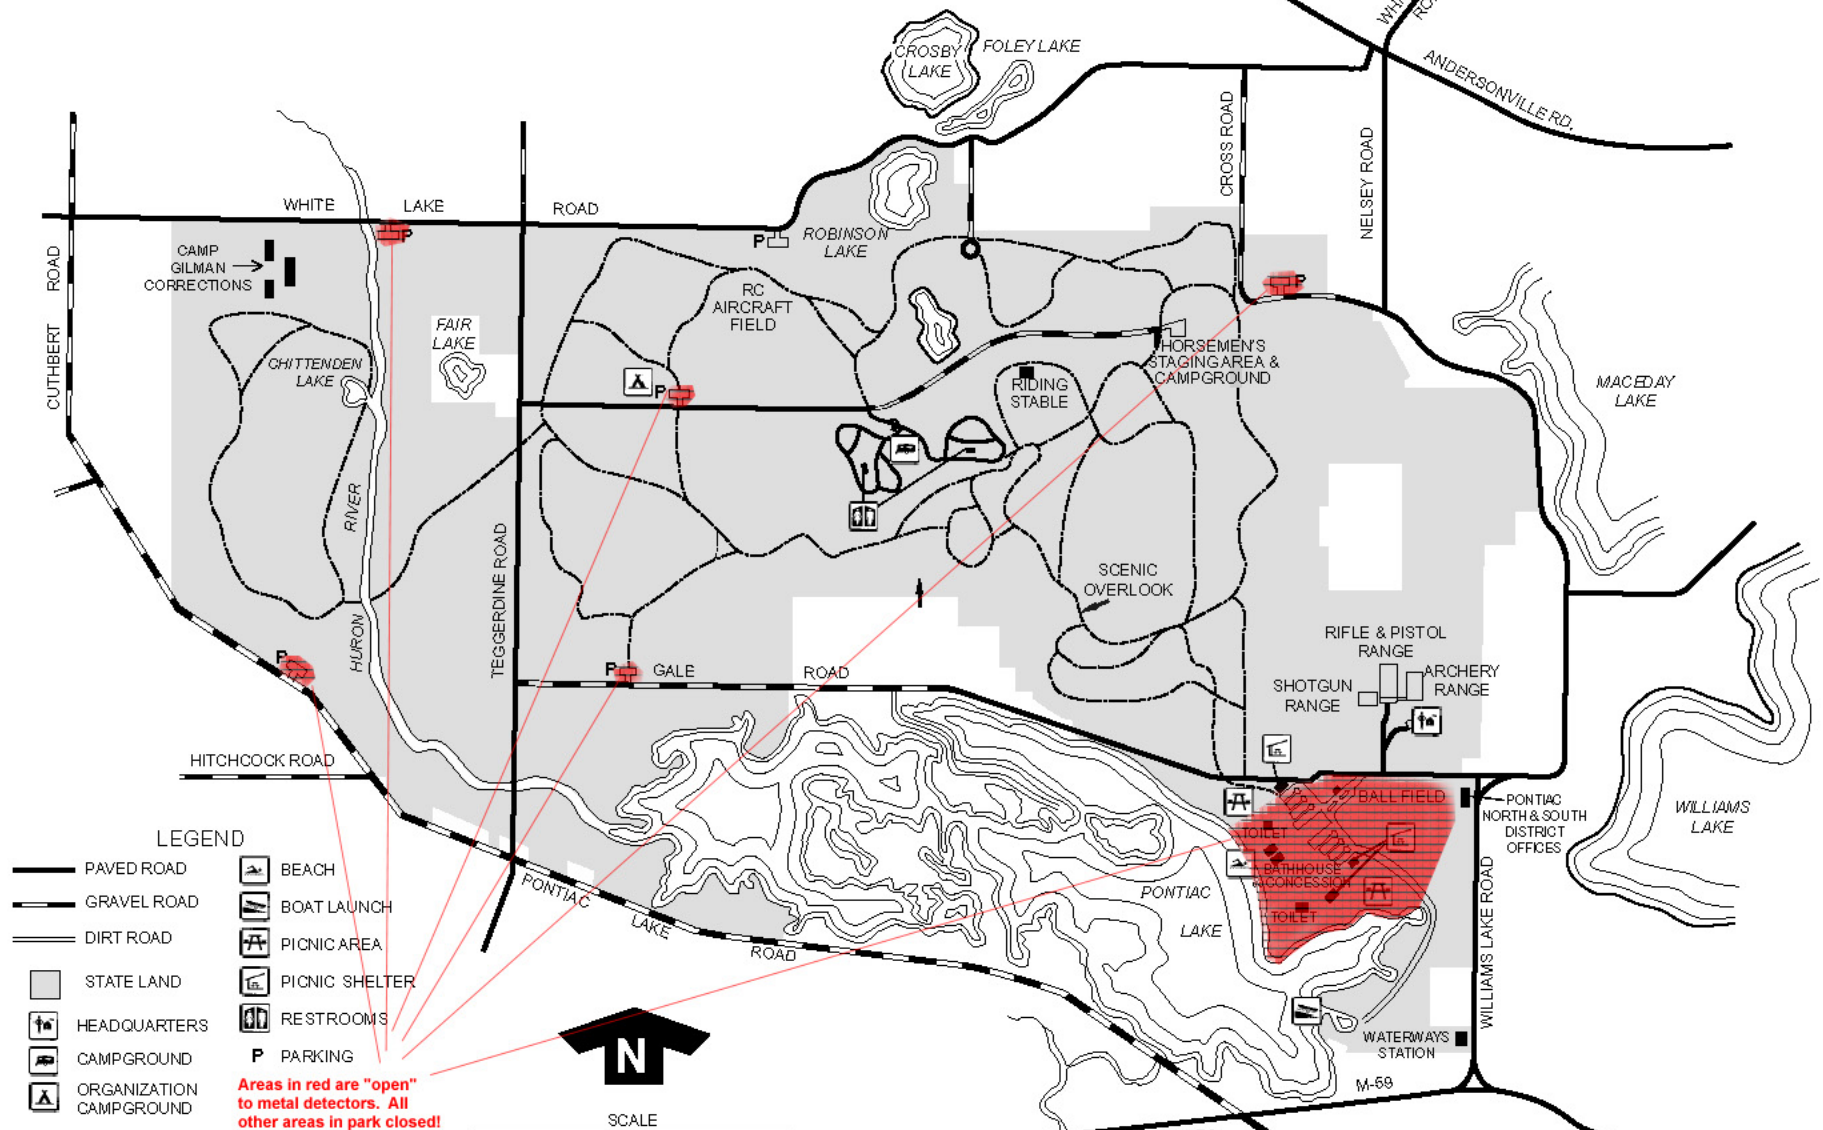 CROSBY
LAKE
FOLEY LAKE
ANDERSONVILLE RD.
CROSS ROAD
NELSEY ROAD
WHITE
LAKE
ROAD
ROBINSON
LAKE
P
P
P
CAMP
GILMAN
CORRECTIONS
CUTHBERT
ROAD
FAIR
LAKE
CHITTENDEN
LAKE
RC
AIRCRAFT
FIELD
P
HORSEMEN'S
STAGING AREA &
CAMPGROUND
RIDING
STABLE
MACEDAY
LAKE
RIVER
HURON
TEGGERDINE ROAD
SCENIC
OVERLOOK
RIFLE & PISTOL
RANGE
ARCHERY
RANGE
SHOTGUN
RANGE
P
P
GALE
ROAD
HITCHCOCK ROAD
BALL FIELD
TOILET
BATHHOUSE
& CONCESSION
TOILET
PONTIAC
NORTH & SOUTH
DISTRICT
OFFICES
WILLIAMS
LAKE
PONTIAC
LAKE
PONTIAC
LAKE
ROAD
WILLIAMS LAKE ROAD
WATERWAYS
STATION
M-59
LEGEND
PAVED ROAD
GRAVEL ROAD
DIRT ROAD
STATE LAND
HEADQUARTERS
CAMPGROUND
ORGANIZATION
CAMPGROUND
BEACH
BOAT LAUNCH
PICNIC AREA
PICNIC SHELTER
RESTROOMS
P PARKING
Areas in red are "open"
to metal detectors. All
other areas in park closed!
N
SCALE